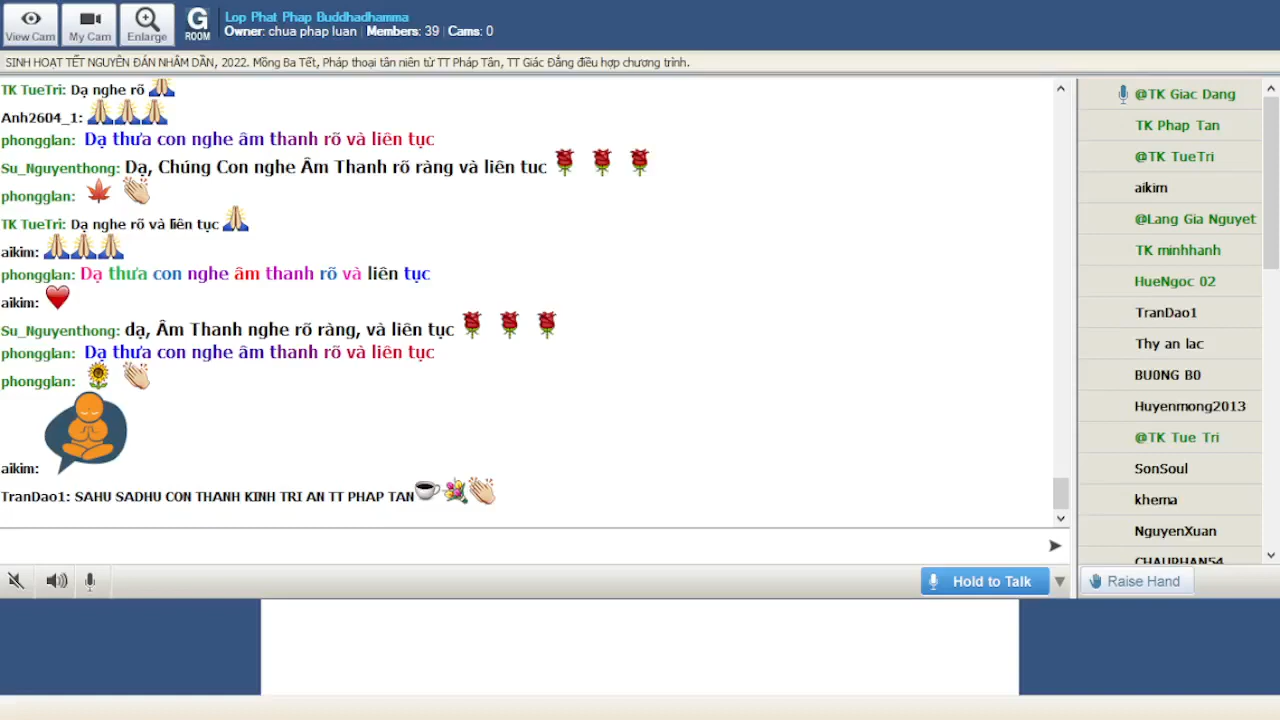 View Cam
My Cam
Enlarge
G
ROOM
Lop Phat Phap Buddhadhamma
Owner: chua phap luan | Members: 39 | Cams: 0
SINH HOẠT TẾT NGUYÊN ĐÁN NHÂM DẦN, 2022. Mồng Ba Tết, Pháp thoại tân niên từ TT Pháp Tân, TT Giác Đẳng điều hợp chương trình.
TK TueTri: Dạ nghe rõ
Anh2604_1:
phongglan: Dạ thưa con nghe âm thanh rõ và liên tục
Su_Nguyenthong: Dạ, Chúng Con nghe Âm Thanh rõ ràng và liên tuc
phongglan:
TK TueTri: Dạ nghe rõ và liên tục
aikim:
phongglan: Dạ thưa con nghe âm thanh rõ và liên tục
aikim:
Su_Nguyenthong: dạ, Âm Thanh nghe rõ ràng, và liên tục
phongglan: Dạ thưa con nghe âm thanh rõ và liên tục
phongglan:
aikim:
TranDao1: SAHU SADHU CON THANH KINH TRI AN TT PHAP TAN
@TK Giac Dang
TK Phap Tan
@TK TueTri
aikim
@Lang Gia Nguyet
TK minhhanh
HueNgoc 02
TranDao1
Thy an lac
BU0NG B0
Huyenmong2013
@TK Tue Tri
SonSoul
khema
NguyenXuan
CHAUPHAN54
Hold to Talk
Raise Hand